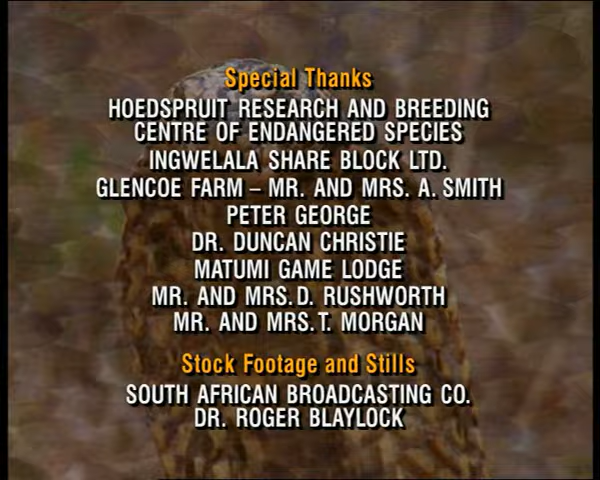 Special Thanks
HOEDSPRUIT RESEARCH AND BREEDING
CENTRE OF ENDANGERED SPECIES
INGWELALA SHARE BLOCK LTD.
GLENCOE FARM – MR. AND MRS. A. SMITH
PETER GEORGE
DR. DUNCAN CHRISTIE
MATUMI GAME LODGE
MR. AND MRS. D. RUSHWORTH
MR. AND MRS. T. MORGAN
Stock Footage and Stills
SOUTH AFRICAN BROADCASTING CO.
DR. ROGER BLAYLOCK